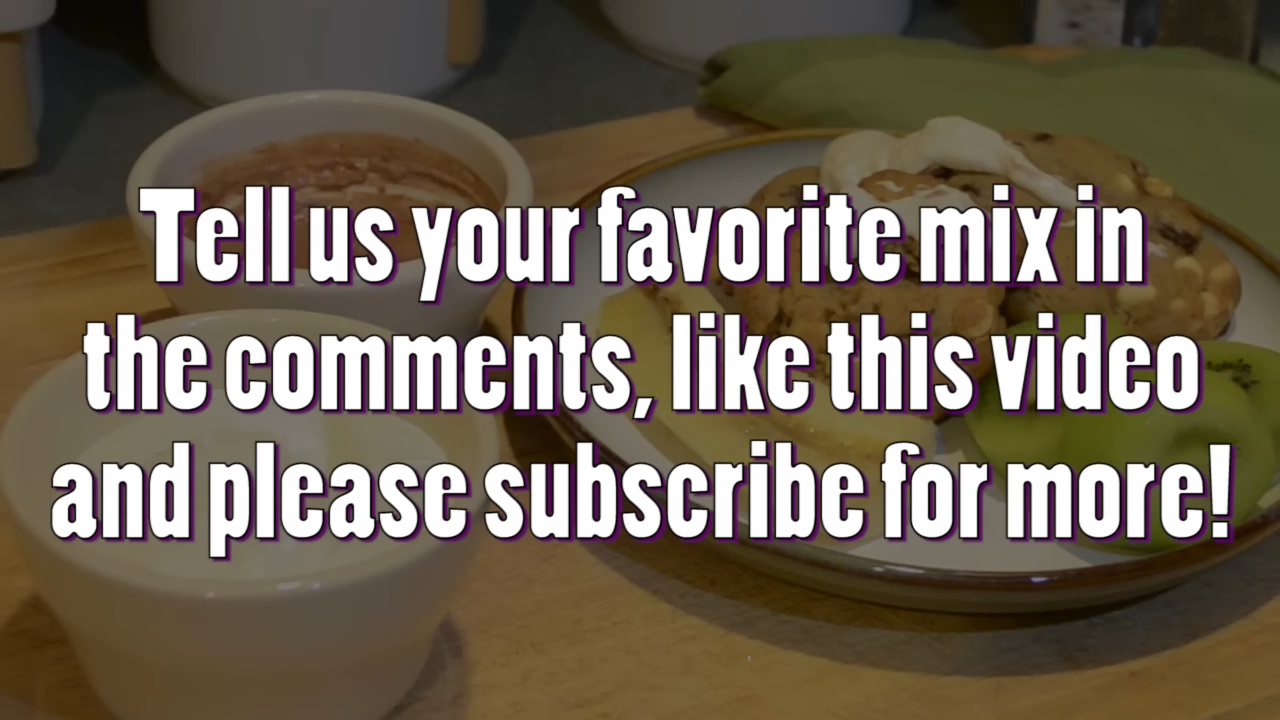 Tell us your favorite mix in
the comments, like this video
and please subscribe for more!